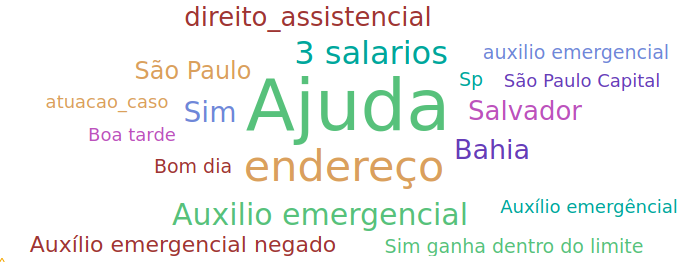 direito_assistencial
3 salarios
auxilio emergencial
São Paulo
Sp
São Paulo Capital
Ajuda
atuacao_caso
Sim
Salvador
Boa tarde
Bahia
Bom dia
endereço
Auxilio emergencial
Auxílio emergêncial
Auxílio emergencial negado
Sim ganha dentro do limite